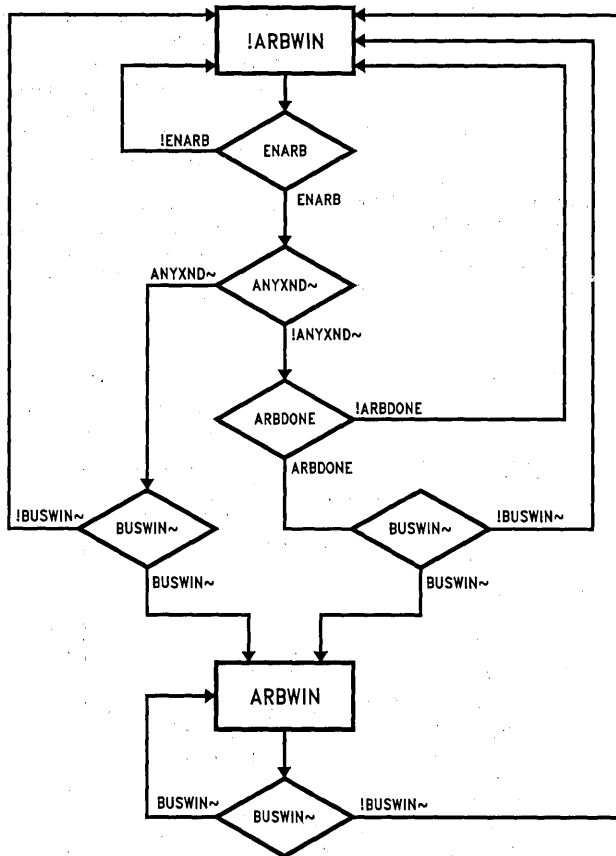 !ARBWIN
!ENARB
ENARB
ENARB
ANYXND~
ANYXND~
!ANYXND~
ARBDONE
!ARBDONE
ARBDONE
!BUSWIN~
BUSWIN~
BUSWIN~
!BUSWIN~
BUSWIN~
BUSWIN~
ARBWIN
BUSWIN~
BUSWIN~
!BUSWIN~